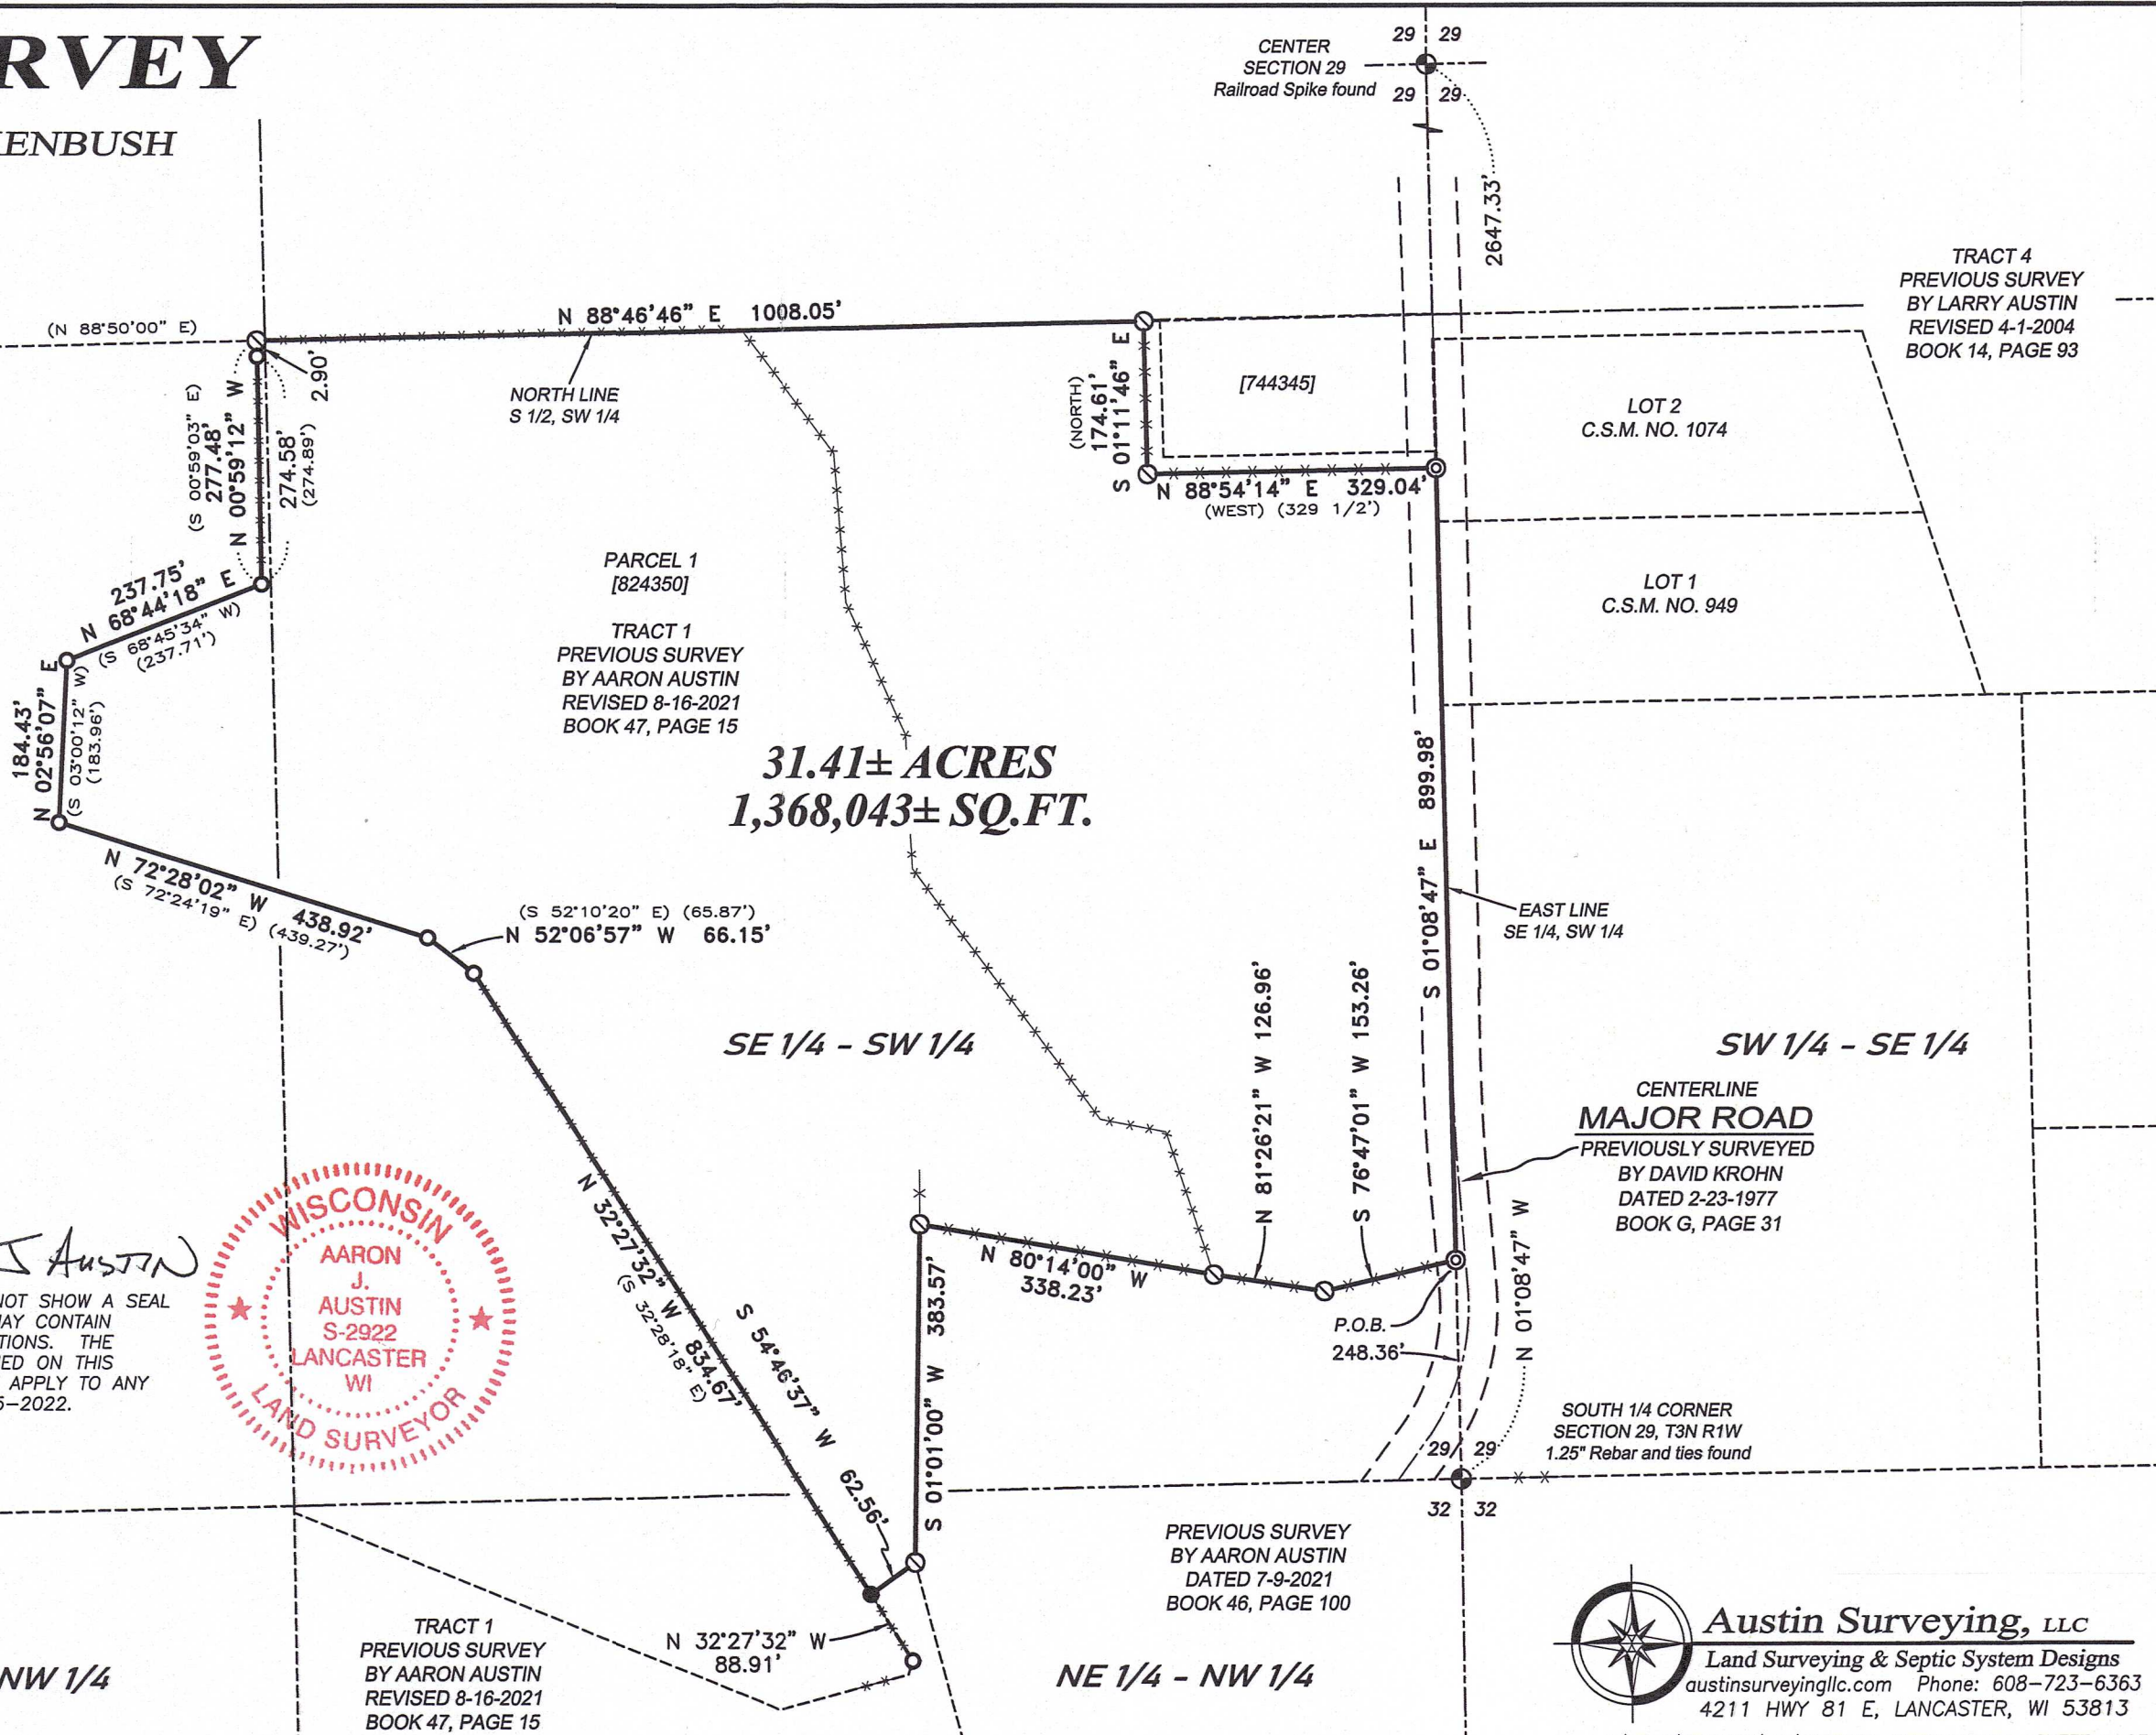 RVEY
KENBUSH
CENTER
SECTION 29
Railroad Spike found
29 29
29 29
2647.33'
TRACT 4
PREVIOUS SURVEY
BY LARRY AUSTIN
REVISED 4-1-2004
BOOK 14, PAGE 93
(N 88°50'00" E)
N 88°46'46" E 1008.05'
2.90'
NORTH LINE
S 1/2, SW 1/4
(S 00°59'03" E)
277.48'
N 00°59'12" W
274.58'
(274.89')
(NORTH)
174.61'
S 01°11'46" E
[744345]
N 88°54'14" E 329.04'
(WEST) (329 1/2')
LOT 2
C.S.M. NO. 1074
LOT 1
C.S.M. NO. 949
237.75'
N 68°44'18" E
(S 68°45'34" W)
(237.71')
PARCEL 1
[824350]
TRACT 1
PREVIOUS SURVEY
BY AARON AUSTIN
REVISED 8-16-2021
BOOK 47, PAGE 15
184.43'
N 02°56'07" E
(S 03°00'12" W)
(183.96')
31.41± ACRES
1,368,043± SQ.FT.
S 01°08'47" E 899.98'
N 72°28'02" W 438.92'
(S 72°24'19" E) (439.27')
(S 52°10'20" E) (65.87')
N 52°06'57" W 66.15'
EAST LINE
SE 1/4, SW 1/4
SE 1/4 - SW 1/4
N 81°26'21" W 126.96'
S 76°47'01" W 153.26'
SW 1/4 - SE 1/4
CENTERLINE
MAJOR ROAD
PREVIOUSLY SURVEYED
BY DAVID KROHN
DATED 2-23-1977
BOOK G, PAGE 31
N 32°27'32" W 834.67'
(S 32°28'18" E)
S 54°46'37" W 62.56'
S 01°01'00" W 383.57'
N 80°14'00" W
338.23'
P.O.B.
248.36'
N 01°08'47" W
SOUTH 1/4 CORNER
SECTION 29, T3N R1W
1.25" Rebar and ties found
29 29
32 32
J AUSTIN
NOT SHOW A SEAL
MAY CONTAIN
TIONS. THE
ED ON THIS
APPLY TO ANY
5-2022.
WISCONSIN
AARON
J.
AUSTIN
S-2922
LANCASTER
WI
LAND SURVEYOR
PREVIOUS SURVEY
BY AARON AUSTIN
DATED 7-9-2021
BOOK 46, PAGE 100
TRACT 1
PREVIOUS SURVEY
BY AARON AUSTIN
REVISED 8-16-2021
BOOK 47, PAGE 15
N 32°27'32" W
88.91'
NW 1/4
NE 1/4 - NW 1/4
Austin Surveying, LLC
Land Surveying & Septic System Designs
austinsurveyingllc.com Phone: 608-723-6363
4211 HWY 81 E, LANCASTER, WI 53813